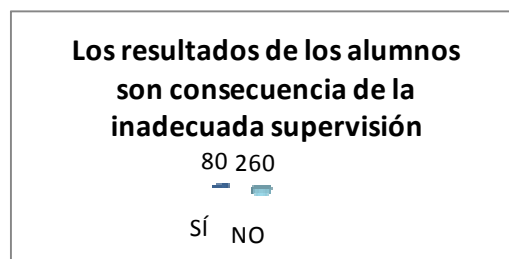 Los resultados de los alumnos
son consecuencia de la
inadecuada supervisión
80 260
SÍ NO